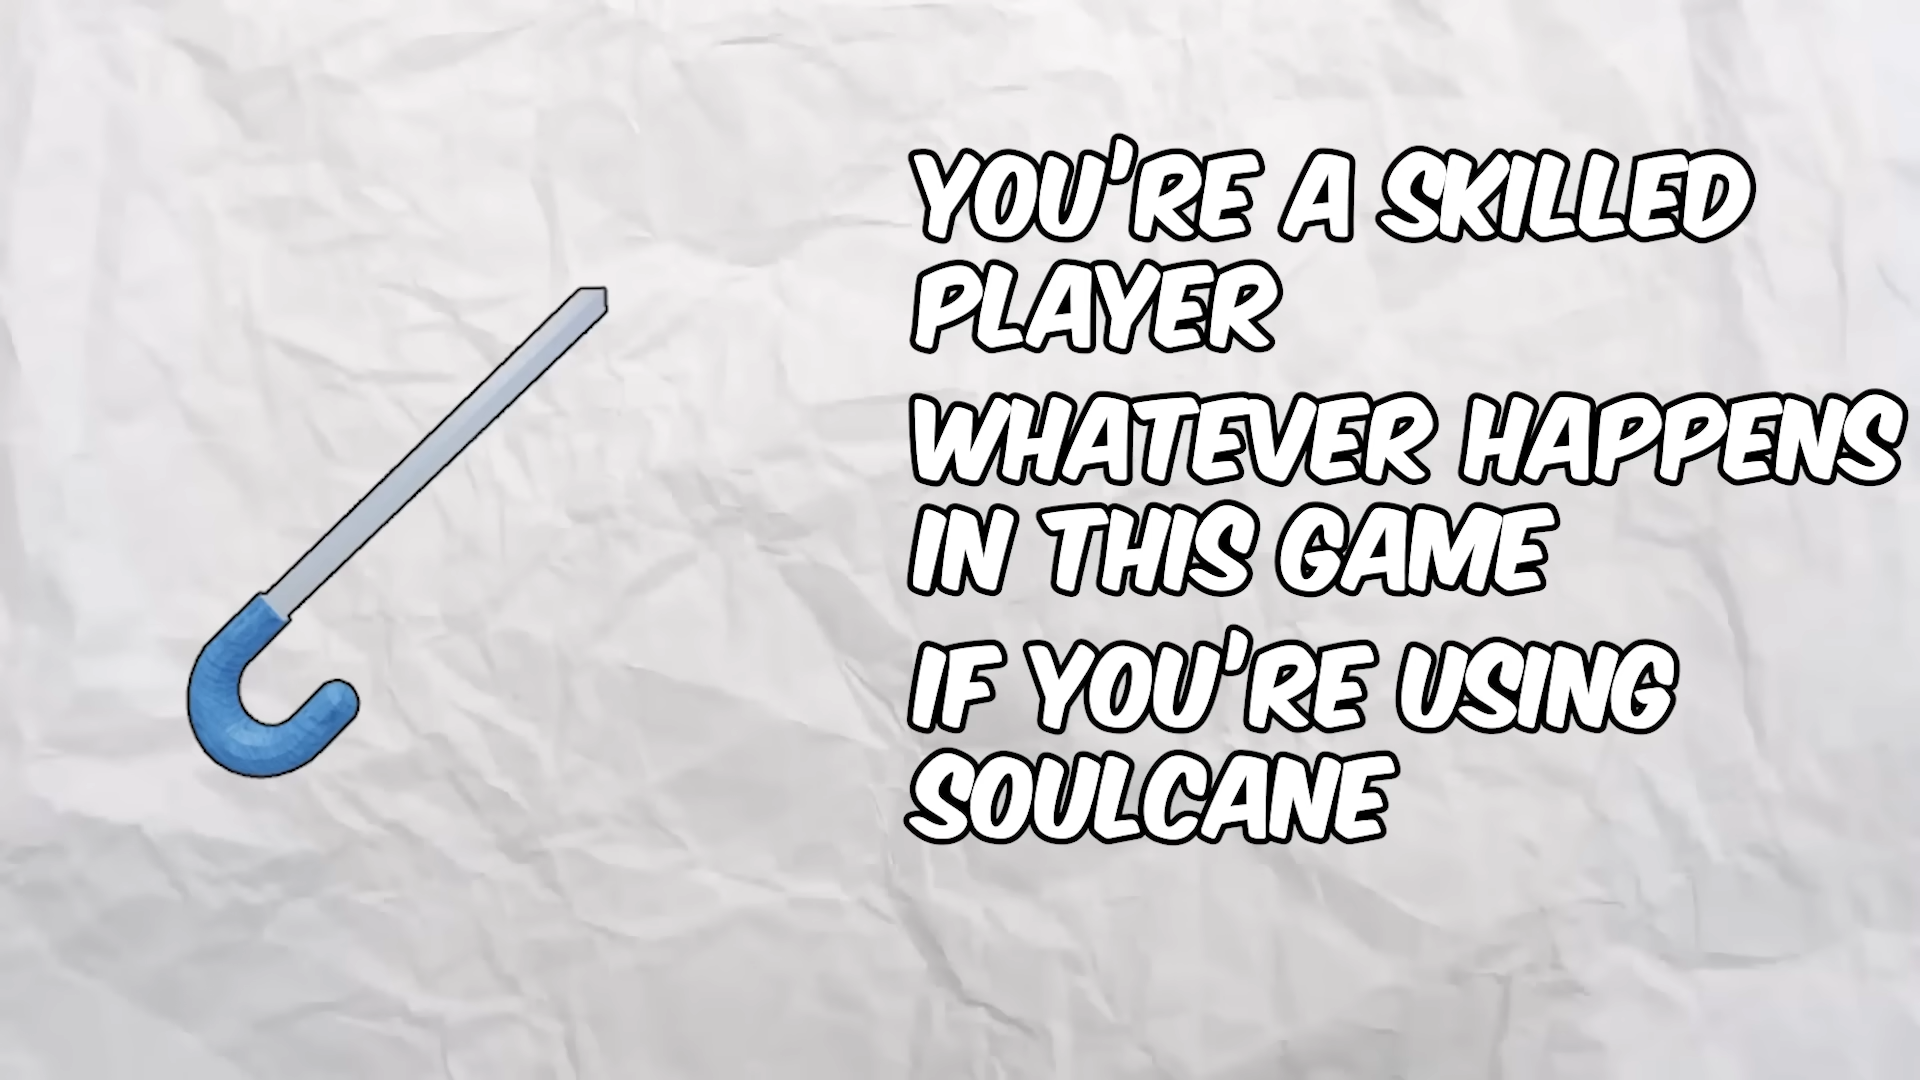 YOU'RE A SKILLED
PLAYER
WHATEVER HAPPENS
IN THIS GAME
IF YOU'RE USING
SOULCANE